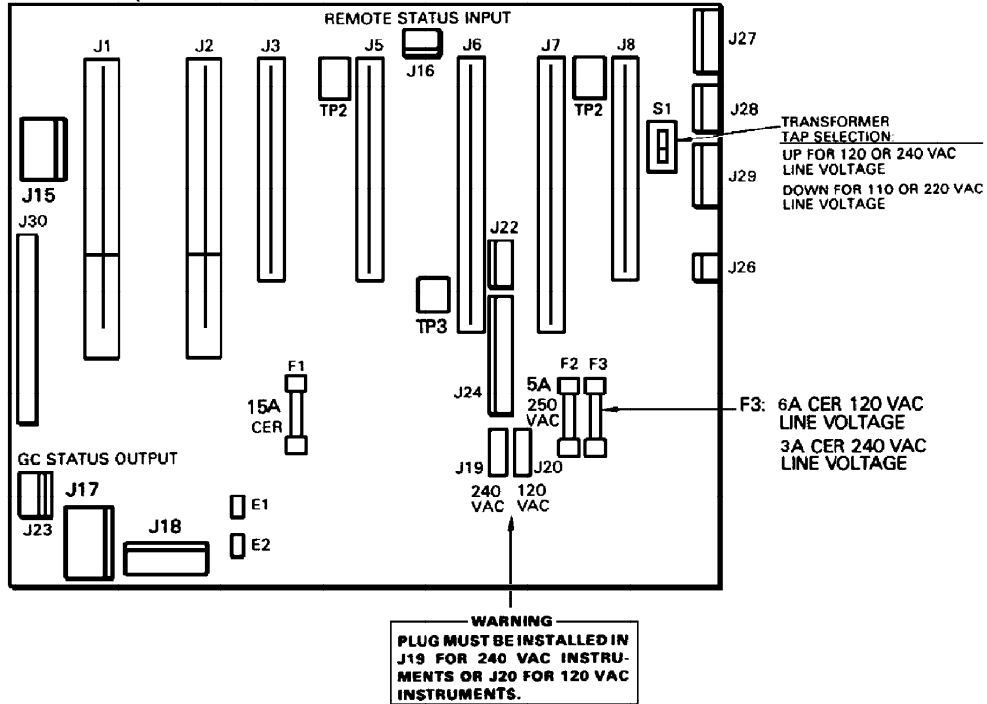 REMOTE STATUS INPUT
J1
J2
J3
J5
J16
J6
J7
J8
J27
TP2
TP2
S1
J28
TRANSFORMER
TAP SELECTION:
UP FOR 120 OR 240 VAC
LINE VOLTAGE
DOWN FOR 110 OR 220 VAC
LINE VOLTAGE
J15
J29
J30
J22
J26
TP3
F1
15A
CER
J24
F2
F3
5A
250
VAC
F3: 6A CER 120 VAC
LINE VOLTAGE
3A CER 240 VAC
LINE VOLTAGE
GC STATUS OUTPUT
J19
J20
240
VAC
120
VAC
J17
J23
J18
E1
E2
WARNING
PLUG MUST BE INSTALLED IN
J19 FOR 240 VAC INSTRU-
MENTS OR J20 FOR 120 VAC
INSTRUMENTS.